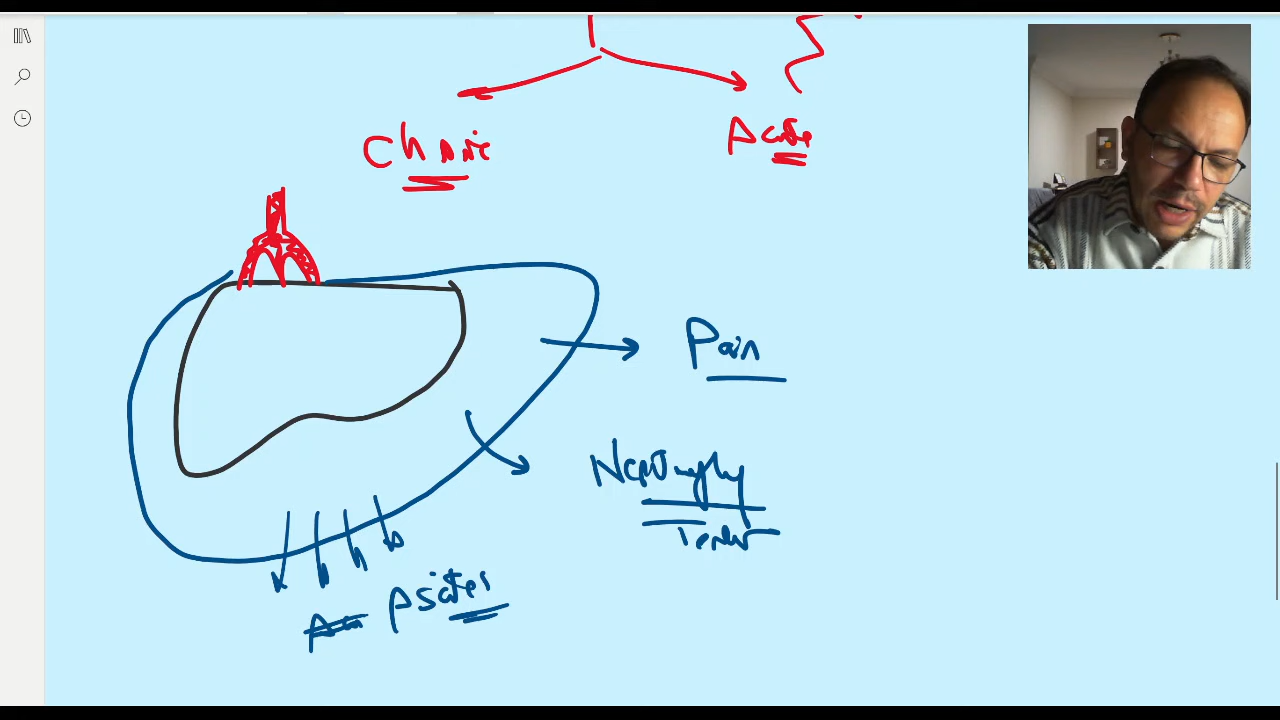 Chronic
Acute
Pain
Hepatomegaly
Tender
Ascites